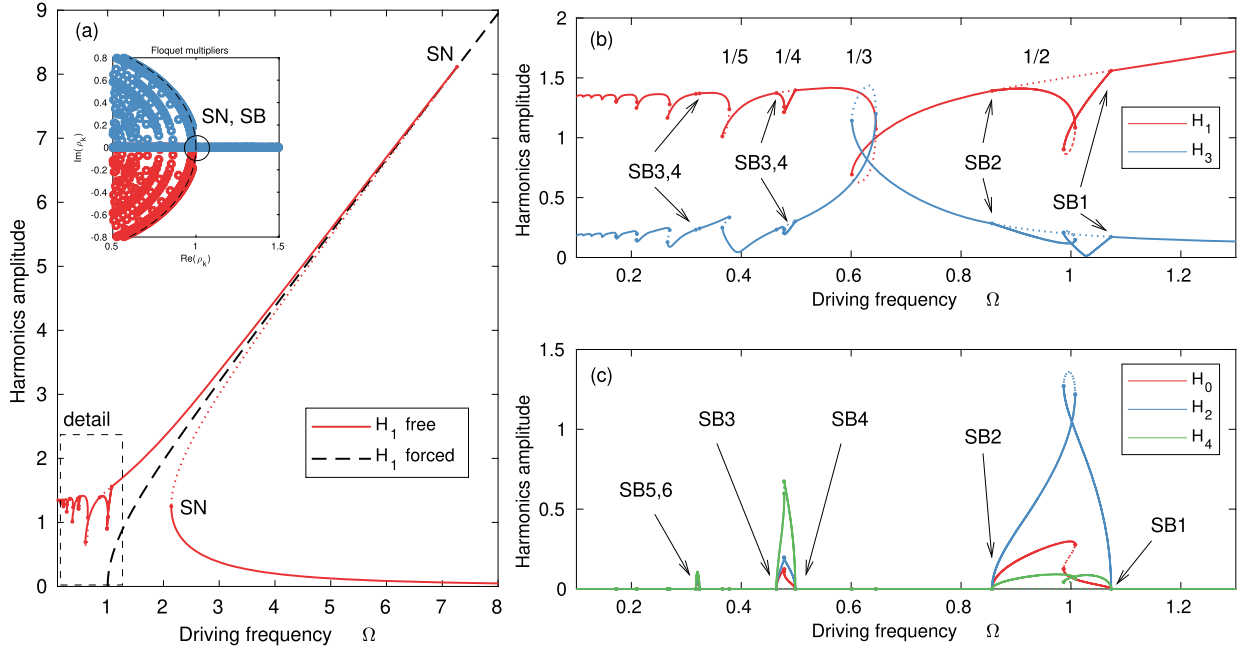 (a)
Floquet multipliers
Im(ρk)
0.8
0.6
0.4
0.2
0
-0.2
-0.4
-0.6
-0.8
0.5
1
1.5
Re(ρk)
SN, SB
SN
SN
detail
H1 free
H1 forced
Harmonics amplitude
9
8
7
6
5
4
3
2
1
0
1 2 3 4 5 6 7 8
Driving frequency Ω
(b)
1/5 1/4 1/3 1/2
SB3,4
SB3,4
SB2
SB1
H1
H3
Harmonics amplitude
2
1.5
1
0.5
0
0.2 0.4 0.6 0.8 1 1.2
Driving frequency Ω
(c)
SB5,6
SB3
SB4
SB2
SB1
H0
H2
H4
Harmonics amplitude
1.5
1
0.5
0
0.2 0.4 0.6 0.8 1 1.2
Driving frequency Ω